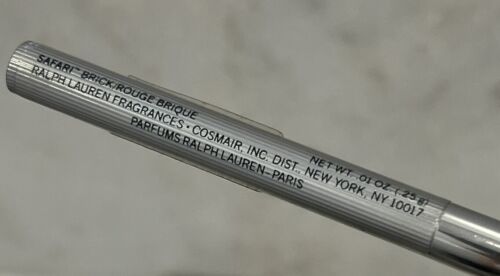 SAFARI™ BRICK/ROUGE BRIQUE NET WT. .01 OZ. (.25g)
RALPH LAUREN FRAGRANCES · COSMAIR, INC. DIST., NEW YORK, NY 10017
PARFUMS RALPH LAUREN-PARIS